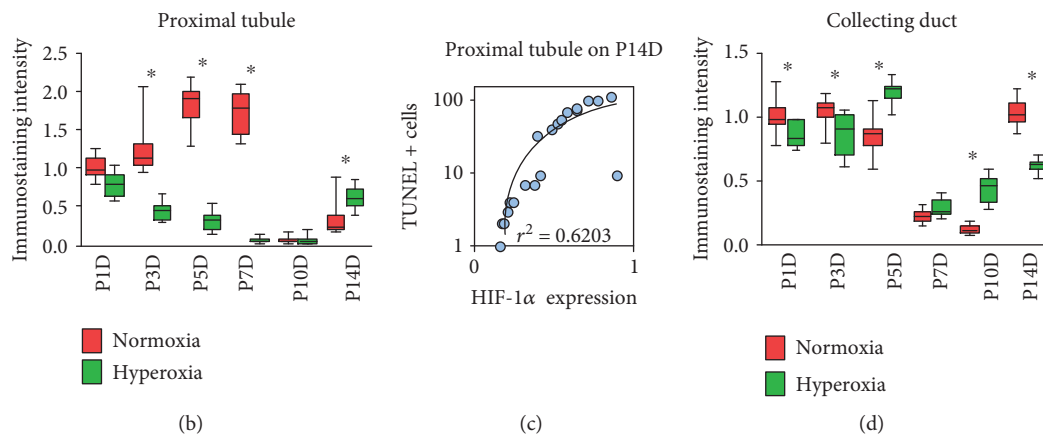 Proximal tubule
Immunostaining intensity
2.5
2.0
1.5
1.0
0.5
0.0
* * * *
P1D P3D P5D P7D P10D P14D
Normoxia
Hyperoxia
(b)
Proximal tubule on P14D
TUNEL + cells
100
10
1
r² = 0.6203
0 1
HIF-1α expression
(c)
Collecting duct
Immunostaining intensity
1.5
1.0
0.5
0.0
* * * * *
P1D P3D P5D P7D P10D P14D
Normoxia
Hyperoxia
(d)